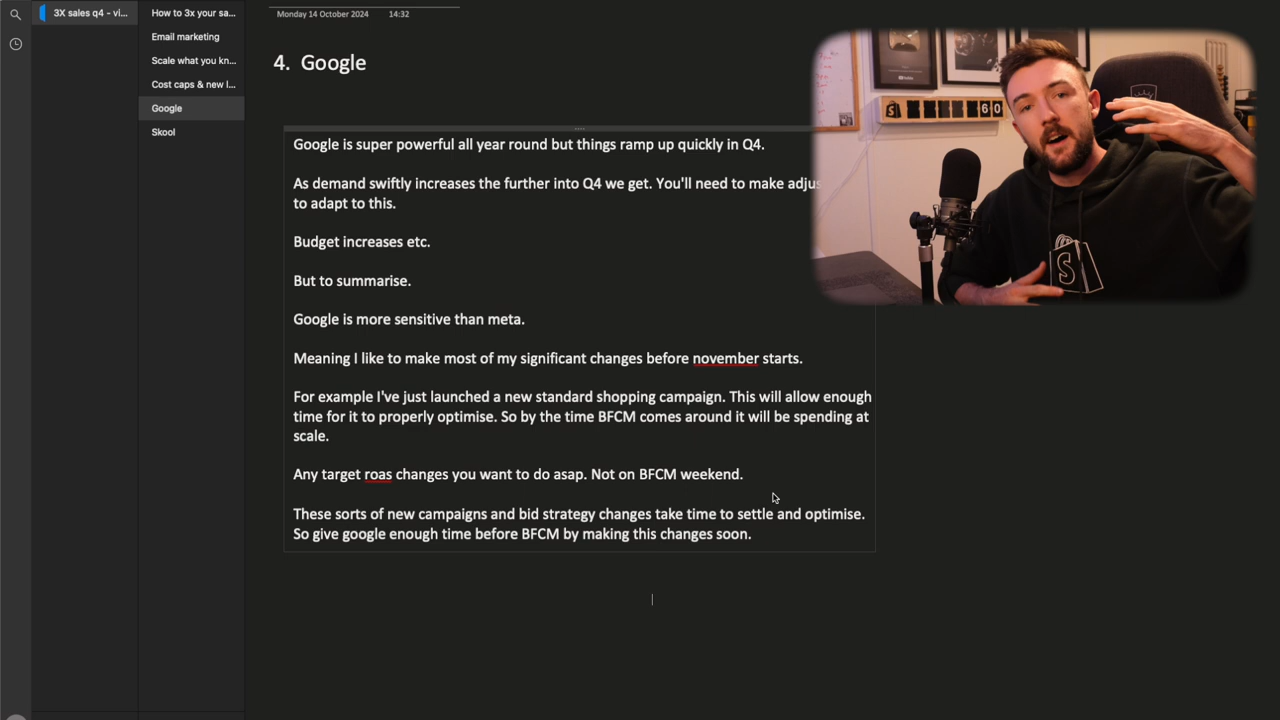 3X sales q4 - vi...
How to 3x your sa...
Email marketing
Scale what you kn...
Cost caps & new l...
Google
Skool
Monday 14 October 2024 14:32
4. Google
Google is super powerful all year round but things ramp up quickly in Q4.
As demand swiftly increases the further into Q4 we get. You'll need to make adjus
to adapt to this.
Budget increases etc.
But to summarise.
Google is more sensitive than meta.
Meaning I like to make most of my significant changes before november starts.
For example I've just launched a new standard shopping campaign. This will allow enough
time for it to properly optimise. So by the time BFCM comes around it will be spending at
scale.
Any target roas changes you want to do asap. Not on BFCM weekend.
These sorts of new campaigns and bid strategy changes take time to settle and optimise.
So give google enough time before BFCM by making this changes soon.
60
S